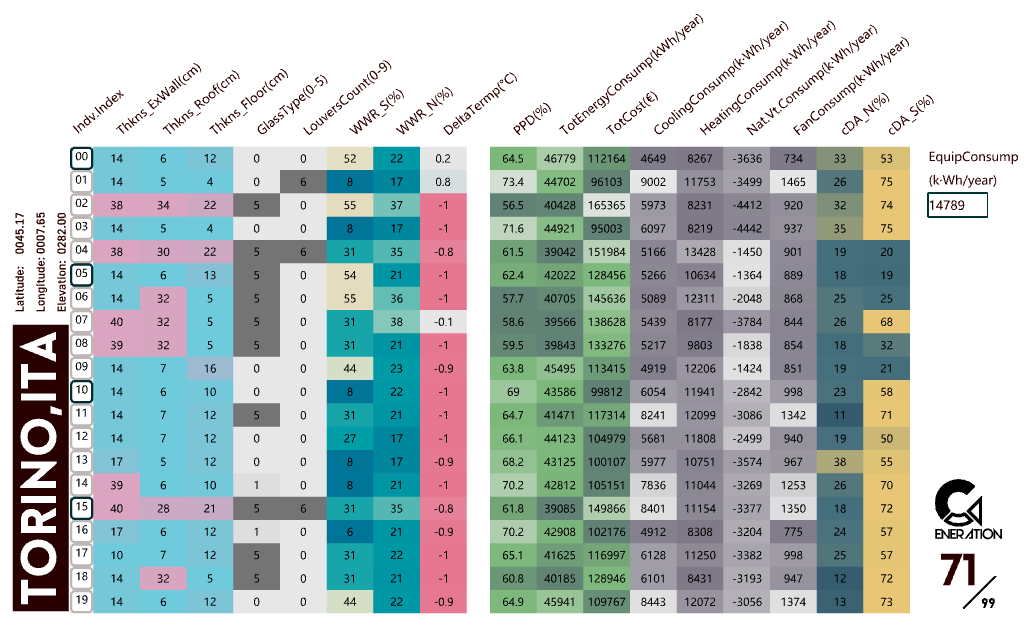 Indv.Index Thkns_ExWall(cm) Thkns_Roof(cm) Thkns_Floor(cm) GlassType(0-5) LouversCount(0-9) WWR_S(%) WWR_N(%) DeltaTermp(°C) PPD(%) TotEnergyConsump(kWh/year) TotCost(€) CoolingConsump(k·Wh/year) HeatingConsump(k·Wh/year) Nat.Vt.Consump(k·Wh/year) FanConsump(k·Wh/year) cDA_N(%) cDA_S(%)
00 14 6 12 0 0 52 22 0.2 64.5 46779 112164 4649 8267 -3636 734 33 53
01 14 5 4 0 6 8 17 0.8 73.4 44702 96103 9002 11753 -3499 1465 26 75
02 38 34 22 5 0 55 37 -1 56.5 40428 165365 5973 8231 -4412 920 32 74
03 14 5 4 0 0 8 17 -1 71.6 44921 95003 6097 8219 -4442 937 35 75
04 38 30 22 5 6 31 35 -0.8 61.5 39042 151984 5166 13428 -1450 901 19 20
05 14 6 13 5 0 54 21 -1 62.4 42022 128456 5266 10634 -1364 889 18 19
06 14 32 5 5 0 55 36 -1 57.7 40705 145636 5089 12311 -2048 868 25 25
07 40 32 5 5 0 31 38 -0.1 58.6 39566 138628 5439 8177 -3784 844 26 68
08 39 32 5 5 0 31 21 -1 59.5 39843 133276 5217 9803 -1838 854 18 32
09 14 7 16 0 0 44 23 -0.9 63.8 45495 113415 4919 12206 -1424 851 19 21
10 14 6 10 0 0 8 22 -1 69 43586 99812 6054 11941 -2842 998 23 58
11 14 7 12 5 0 31 21 -1 64.7 41471 117314 8241 12099 -3086 1342 11 71
12 14 7 12 0 0 27 17 -1 66.1 44123 104979 5681 11808 -2499 940 19 50
13 17 5 12 0 0 8 17 -0.9 68.2 43125 100107 5977 10751 -3574 967 38 55
14 39 6 10 1 0 8 21 -1 70.2 42812 105151 7836 11044 -3269 1253 26 70
15 40 28 21 5 6 31 35 -0.8 61.8 39085 149866 8401 11154 -3377 1350 18 72
16 17 6 12 1 0 8 21 -0.9 70.2 42908 102176 4912 8308 -3204 775 24 57
17 10 7 12 5 0 31 22 -1 65.1 41625 116997 6128 11250 -3382 998 25 57
18 14 32 5 5 0 31 21 -1 60.8 40185 128946 6101 8431 -3193 947 12 72
19 14 6 12 0 0 44 22 -0.9 64.9 45941 109767 8443 12072 -3056 1374 13 73
EquipConsump
(k·Wh/year)
14789
Latitude: 0045.17
Longitude: 0007.65
Elevation: 0282.00
TORINO,ITA
ENERATION
71/99